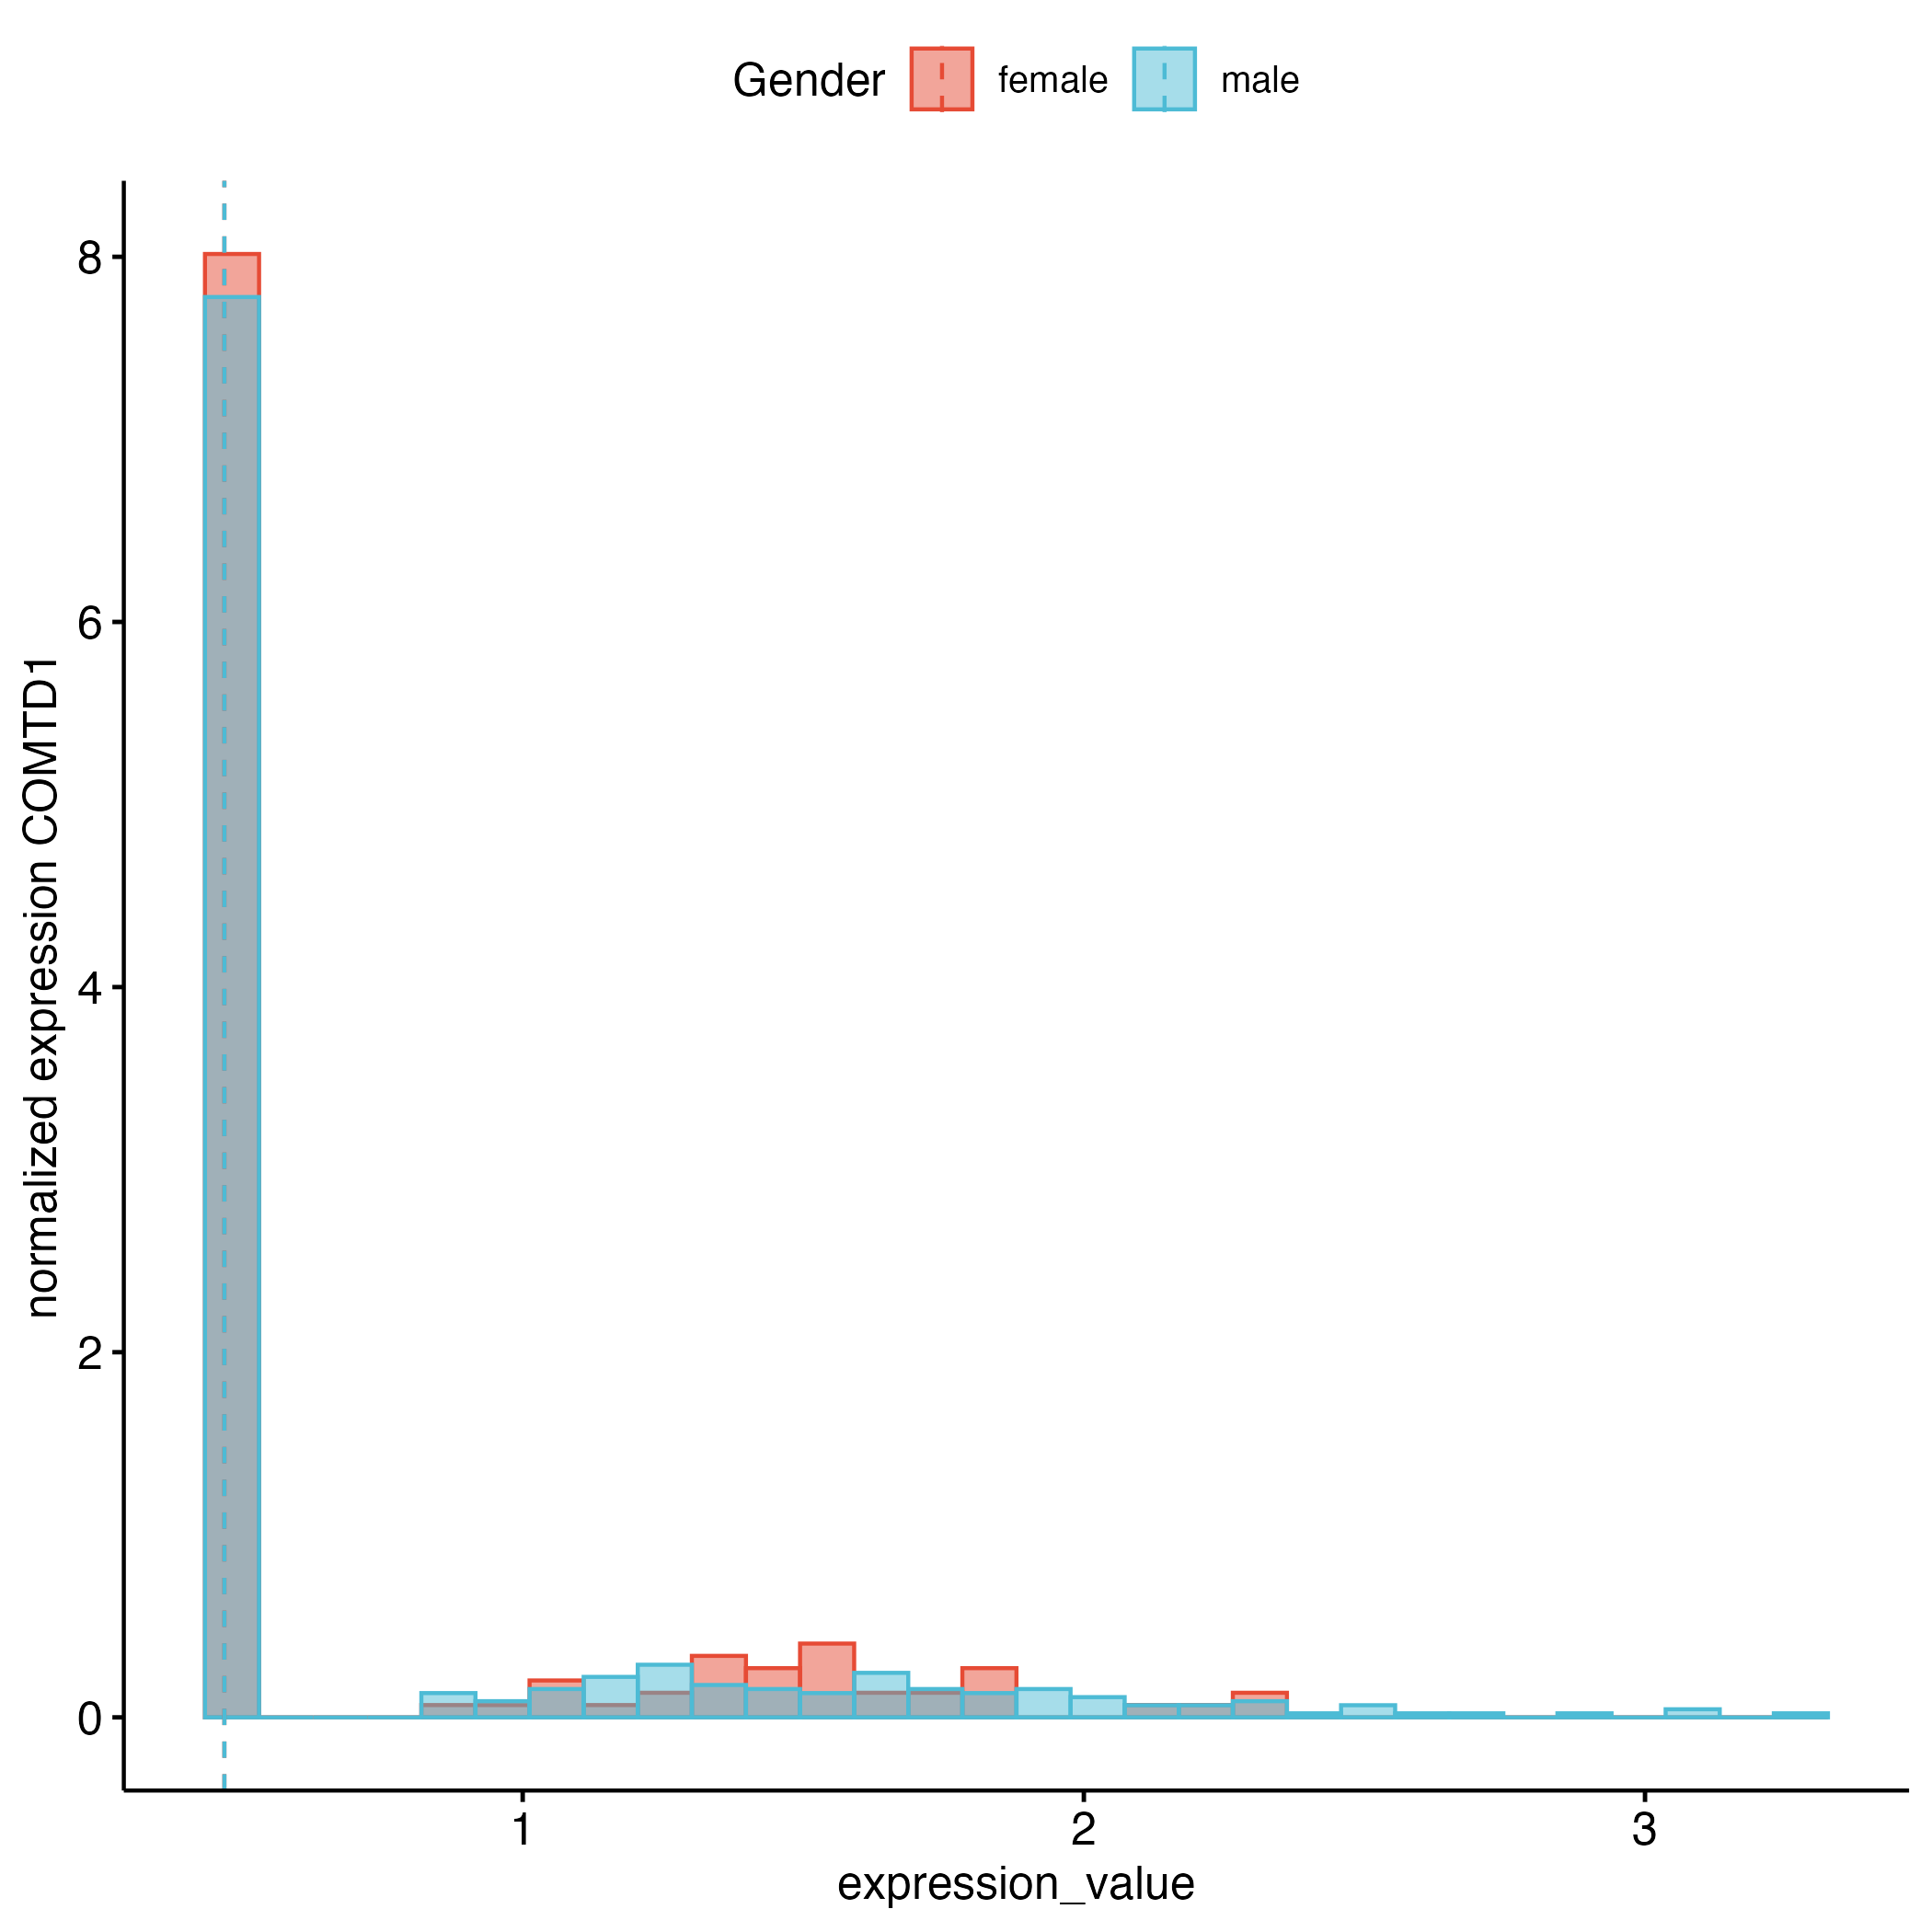 Gender female male
8
6
4
2
0
normalized expression COMTD1
1 2 3
expression_value